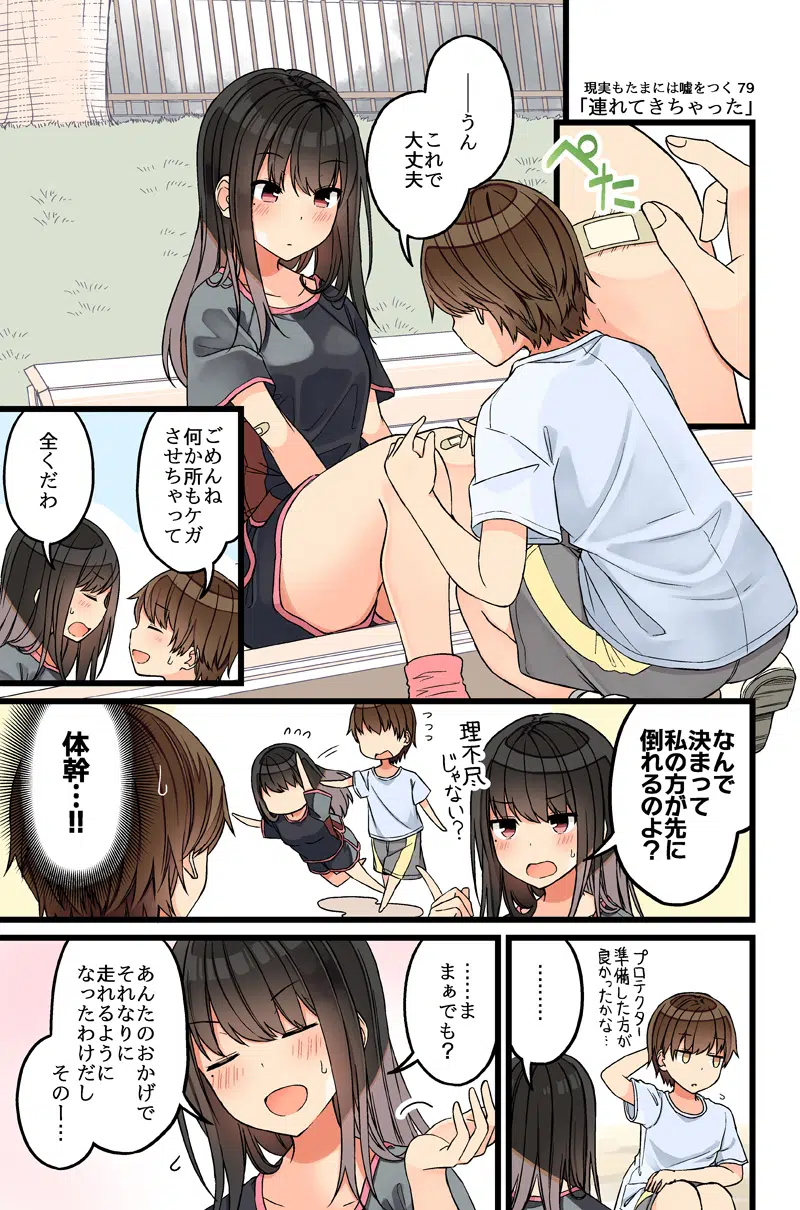 現実もたまには嘘をつく 79
「連れてきちゃった」
ぺた
――うん
これで
大丈夫
ごめんね
何か所もケガ
させちゃって
全くだわ
なんで
決まって
私の方が先に
倒れるのよ?
理不尽
じゃない?
っっっ
体幹…!!
プロテクター
準備した方が
良かったかな…
………
……ま
まぁでも?
あんたのおかげで
それなりに
走れるように
なったわけだし
そのー…